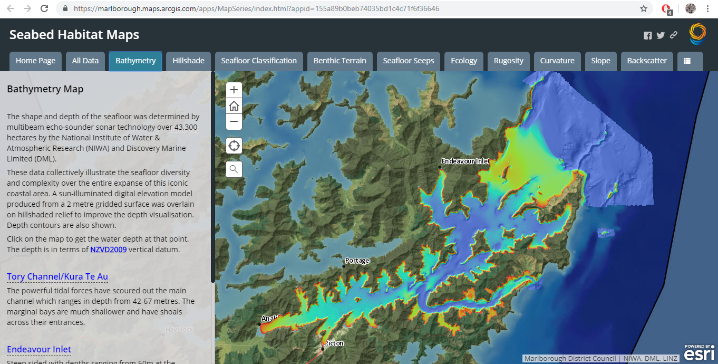 https://marlborough.maps.arcgis.com/apps/MapSeries/index.html?appid=155a89b0beb74035bd1c4c71f6f36646
Seabed Habitat Maps
Home Page
All Data
Bathymetry
Hillshade
Seafloor Classification
Benthic Terrain
Seafloor Seeps
Ecology
Rugosity
Curvature
Slope
Backscatter
Bathymetry Map
The shape and depth of the seafloor was determined by
multibeam echo-sounder sonar technology over 43,300
hectares by the National Institute of Water &
Atmospheric Research (NIWA) and Discovery Marine
Limited (DML).
These data collectively illustrate the seafloor diversity
and complexity over the entire expanse of this iconic
coastal area. A sun-illuminated digital elevation model
produced from a 2 metre gridded surface was overlain
on hillshaded relief to improve the depth visualisation.
Depth contours are also shown.
Click on the map to get the water depth at that point.
The depth is in terms of NZVD2009 vertical datum.
Tory Channel/Kura Te Au
The powerful tidal forces have scoured out the main
channel which ranges in depth from 42-67 metres. The
marginal bays are much shallower and have shoals
across their entrances.
Endeavour Inlet
Steep sided with depths ranging from 50m at the
Endeavour Inlet
Portage
Picton
Marlborough District Council | NIWA, DML, LINZ
POWERED BY
esri